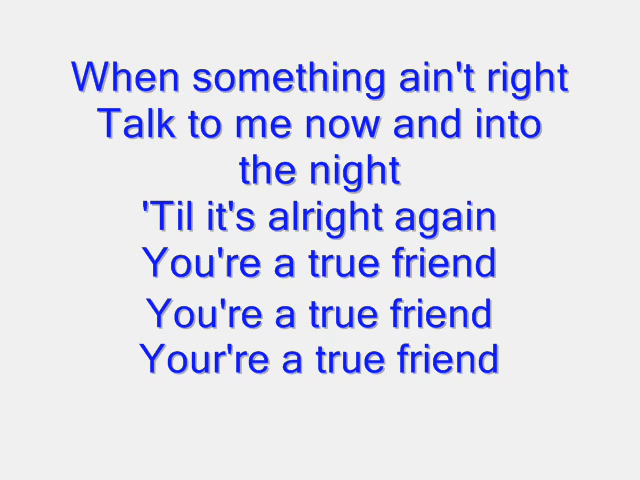 When something ain't right
Talk to me now and into
the night
'Til it's alright again
You're a true friend
You're a true friend
Your're a true friend